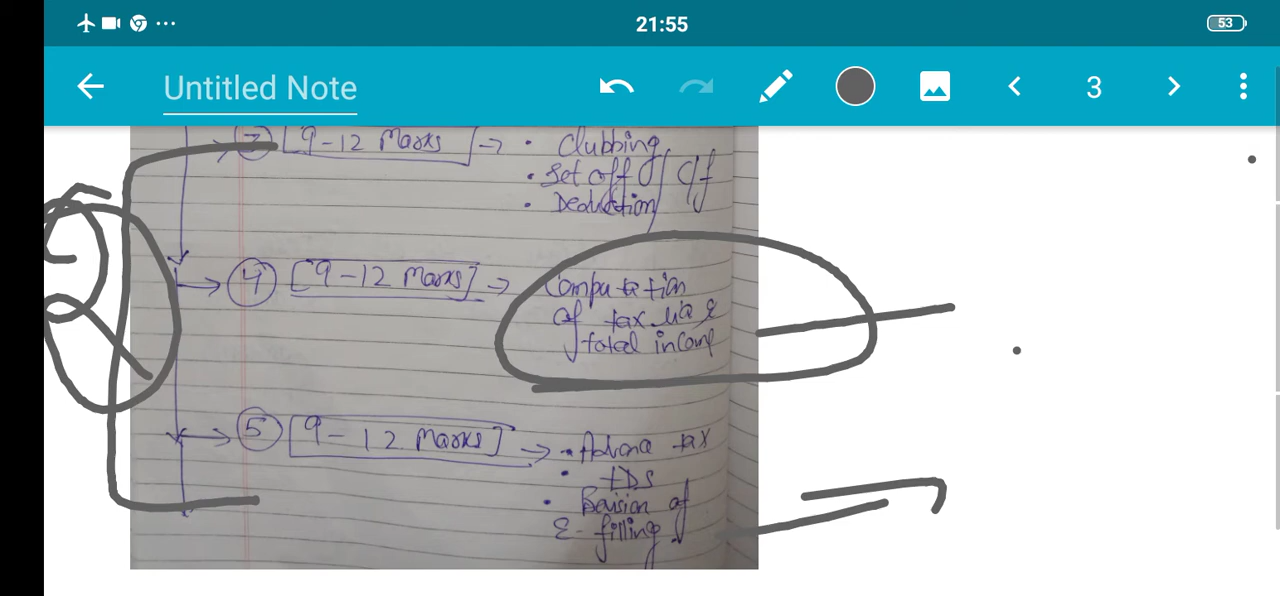 21:55
53
Untitled Note
3
3 [9-12 Marks] → • Clubbing
• Set off / C/f
• Deduction
→ 4 [9-12 Marks] → Computation
of tax lia &
total income
→ 5 [9-12 Marks] → • Advance tax
• TDS
• of
E-filling